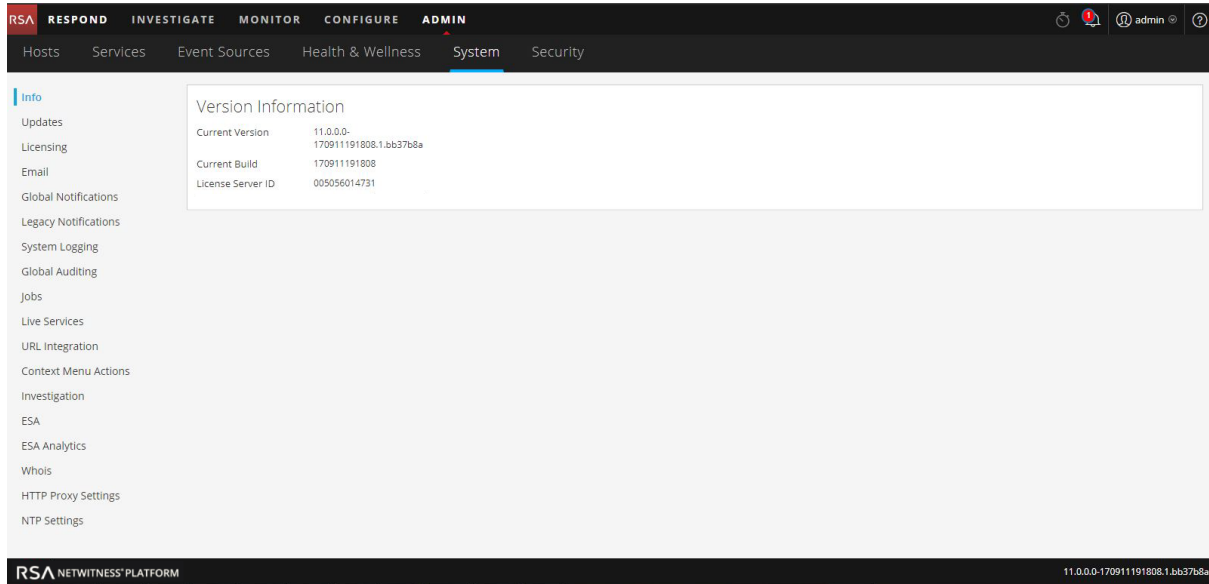 RSA RESPOND INVESTIGATE MONITOR CONFIGURE ADMIN 1 admin ?
Hosts Services Event Sources Health & Wellness System Security
Info
Updates
Licensing
Email
Global Notifications
Legacy Notifications
System Logging
Global Auditing
Jobs
Live Services
URL Integration
Context Menu Actions
Investigation
ESA
ESA Analytics
Whois
HTTP Proxy Settings
NTP Settings
Version Information
Current Version 11.0.0.0-
170911191808.1.bb37b8a
Current Build 170911191808
License Server ID 005056014731
RSA NETWITNESS® PLATFORM 11.0.0.0-170911191808.1.bb37b8a